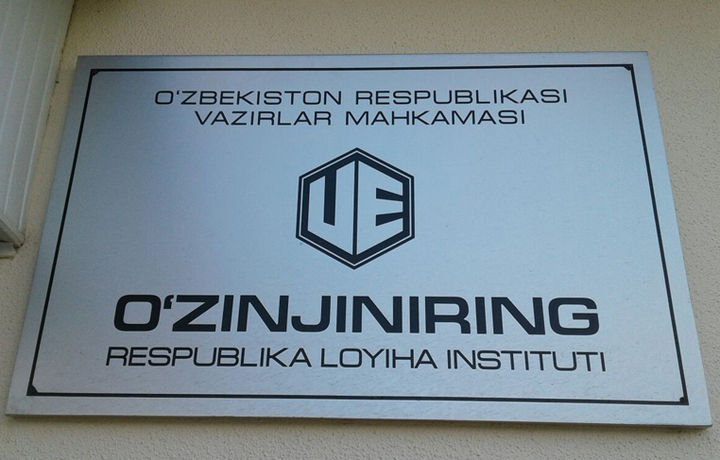 O'ZBEKISTON RESPUBLIKASI
VAZIRLAR MAHKAMASI
UE
O‘ZINJINIRING
RESPUBLIKA LOYIHA INSTITUTI